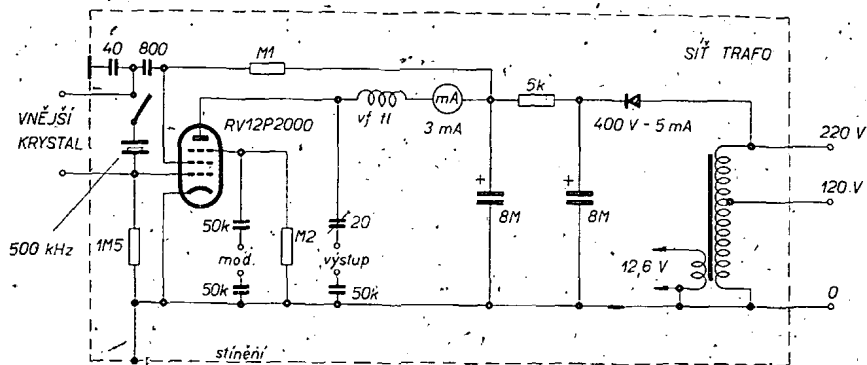 40 800
M1
SÍŤ TRAFO
VNĚJŠÍ
KRYSTAL
RV12P2000
vf tl
mA
3 mA
5k
400 V - 5 mA
220 V
120 V
+
8M
+
8M
500 kHz
1M5
50k
mod.
50k
M2
20
výstup
50k
12,6 V
0
stínění